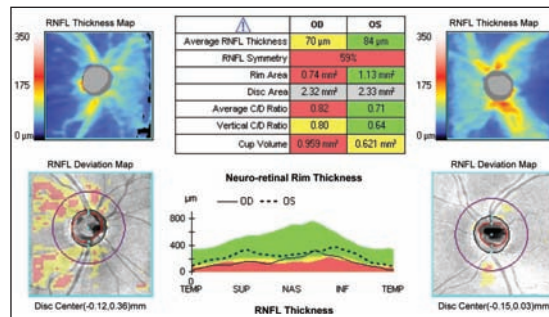 RNFL Thickness Map
350
175
0 µm
OD OS
Average RNFL Thickness 70 µm 84 µm
RNFL Symmetry 59%
Rim Area 0.74 mm² 1.13 mm²
Disc Area 2.32 mm² 2.33 mm²
Average C/D Ratio 0.82 0.71
Vertical C/D Ratio 0.80 0.64
Cup Volume 0.959 mm³ 0.621 mm³
RNFL Thickness Map
350
175
0 µm
RNFL Deviation Map
Disc Center(-0.12,0.36)mm
Neuro-retinal Rim Thickness
µm OD OS
800
400
0
TEMP SUP NAS INF TEMP
RNFL Thickness
RNFL Deviation Map
Disc Center(-0.15,0.03)mm